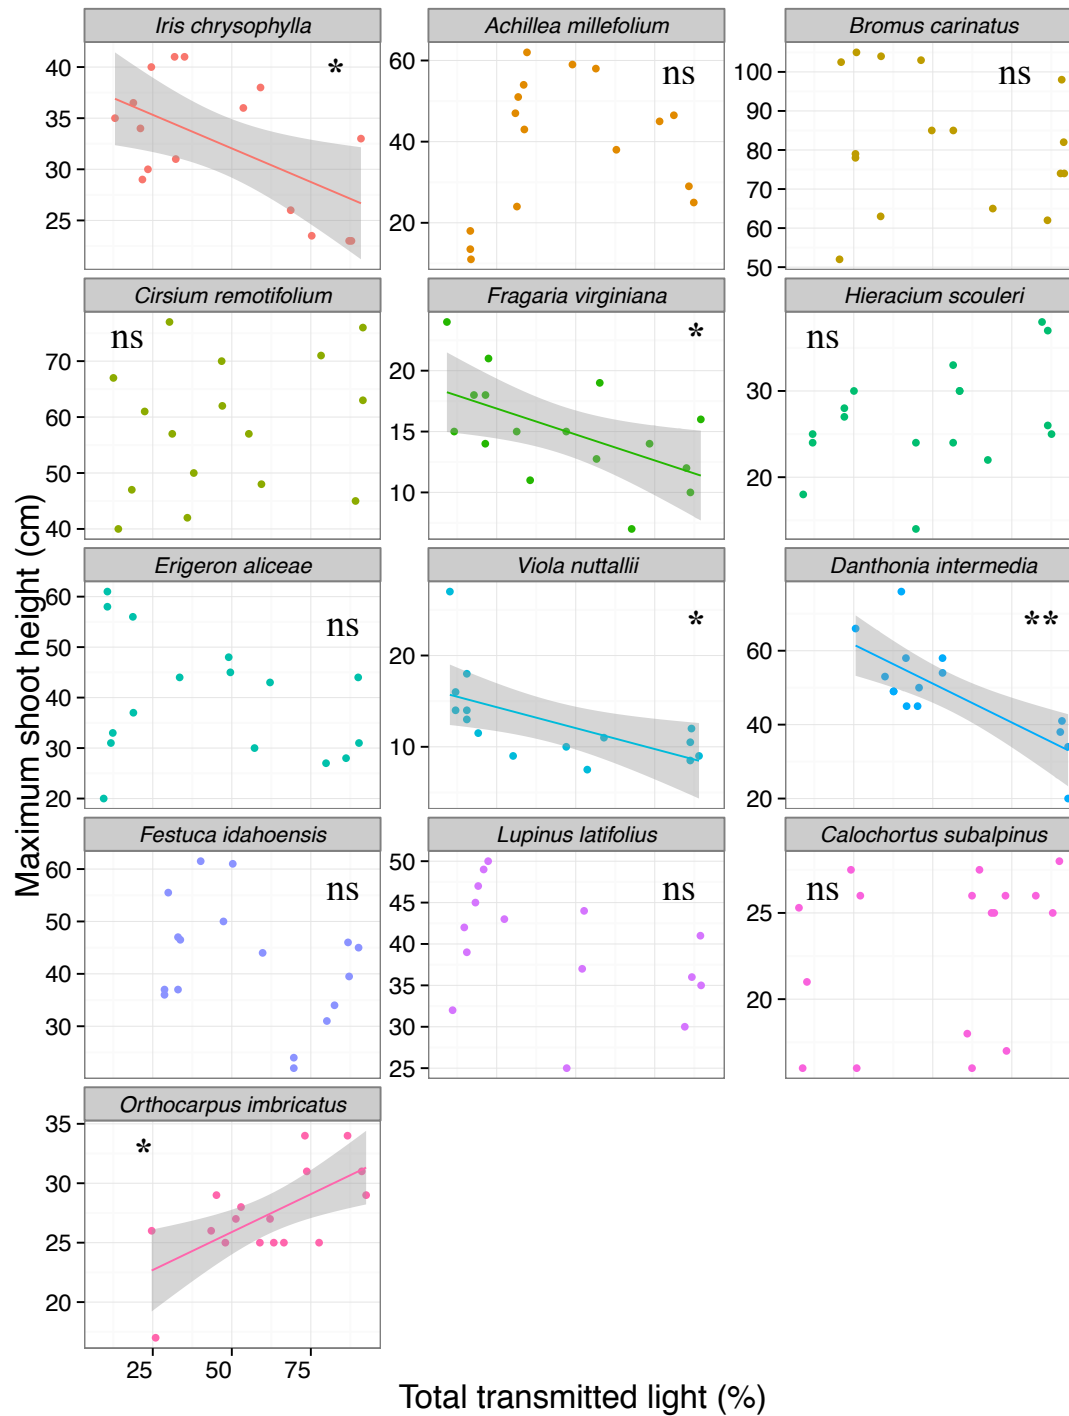 Iris chrysophylla
Achillea millefolium
Bromus carinatus
40
35
30
25
*
60
40
20
ns
100
90
80
70
60
50
ns
Cirsium remotifolium
Fragaria virginiana
Hieracium scouleri
70
60
50
40
ns
20
15
10
*
30
20
ns
Erigeron aliceae
Viola nuttallii
Danthonia intermedia
60
50
40
30
20
ns
20
10
*
60
40
20
**
Festuca idahoensis
Lupinus latifolius
Calochortus subalpinus
60
50
40
30
ns
50
45
40
35
30
25
ns
25
20
ns
Orthocarpus imbricatus
35
30
25
20
*
25 50 75
Maximum shoot height (cm)
Total transmitted light (%)